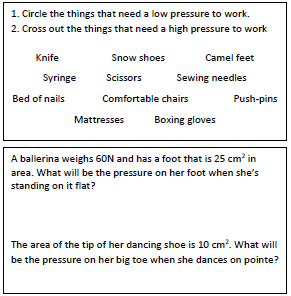 1. Circle the things that need a low pressure to work.
2. Cross out the things that need a high pressure to work
Knife Snow shoes Camel feet
Syringe Scissors Sewing needles
Bed of nails Comfortable chairs Push-pins
Mattresses Boxing gloves
A ballerina weighs 60N and has a foot that is 25 cm² in
area. What will be the pressure on her foot when she's
standing on it flat?
The area of the tip of her dancing shoe is 10 cm². What will
be the pressure on her big toe when she dances on pointe?